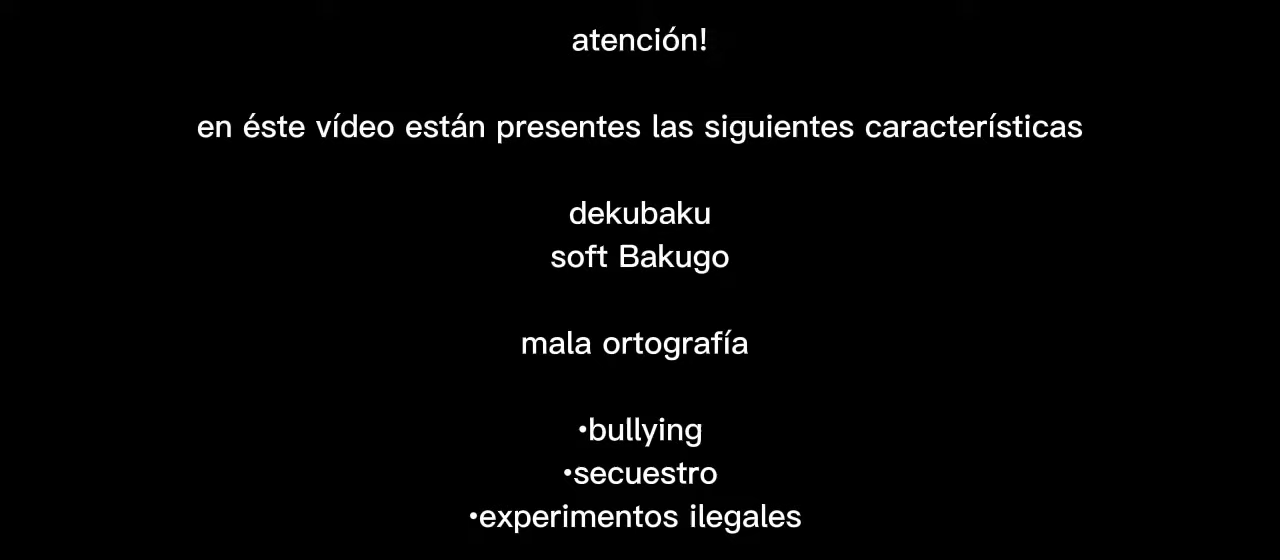 atención!
en éste vídeo están presentes las siguientes características
dekubaku
soft Bakugo
mala ortografía
•bullying
•secuestro
•experimentos ilegales